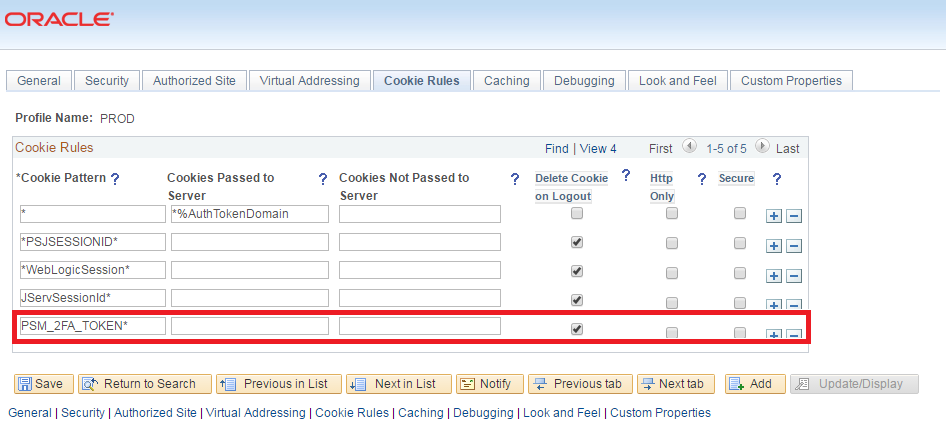 ORACLE®
General Security Authorized Site Virtual Addressing Cookie Rules Caching Debugging Look and Feel Custom Properties
Profile Name: PROD
Cookie Rules Find | View 4 First 1-5 of 5 Last
*Cookie Pattern ? Cookies Passed to Server ? Cookies Not Passed to Server ? Delete Cookie on Logout ? Http Only ? Secure ?
* *%AuthTokenDomain
*PSJSESSIONID*
*WebLogicSession*
JServSessionId*
PSM_2FA_TOKEN*
Save Return to Search Previous in List Next in List Notify Previous tab Next tab Add Update/Display
General | Security | Authorized Site | Virtual Addressing | Cookie Rules | Caching | Debugging | Look and Feel | Custom Properties